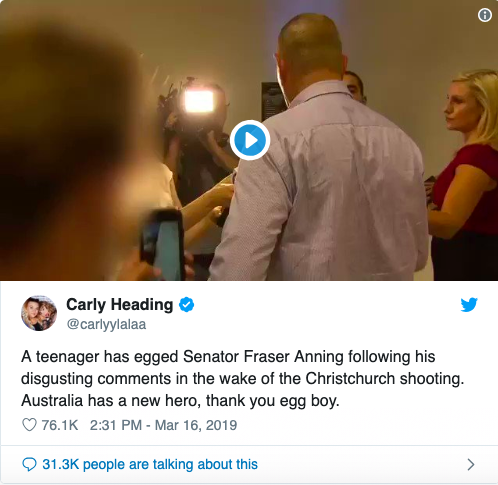 Carly Heading
@carlyylalaa
A teenager has egged Senator Fraser Anning following his
disgusting comments in the wake of the Christchurch shooting.
Australia has a new hero, thank you egg boy.
76.1K 2:31 PM - Mar 16, 2019
31.3K people are talking about this